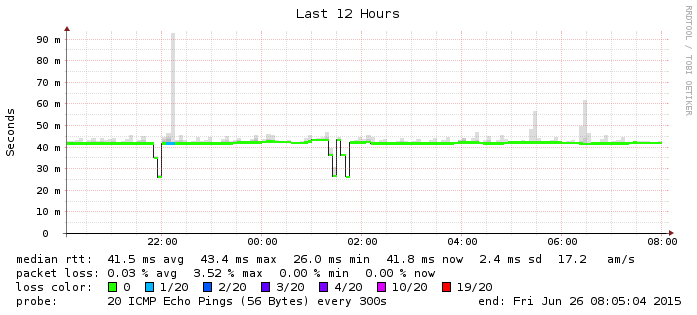 Last 12 Hours
RRDTOOL / TOBI OETIKER
Seconds
90 m
80 m
70 m
60 m
50 m
40 m
30 m
20 m
10 m
0
22:00 00:00 02:00 04:00 06:00 08:00
median rtt: 41.5 ms avg 43.4 ms max 26.0 ms min 41.8 ms now 2.4 ms sd 17.2 am/s
packet loss: 0.03 % avg 3.52 % max 0.00 % min 0.00 % now
loss color: 0 1/20 2/20 3/20 4/20 10/20 19/20
probe: 20 ICMP Echo Pings (56 Bytes) every 300s end: Fri Jun 26 08:05:04 2015